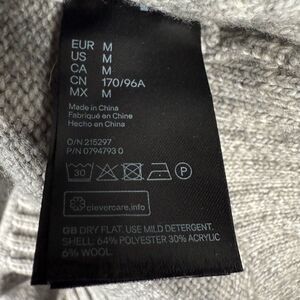 EUR M
US M
CA M
CN 170/96A
MX M
Made in China
Fabriqué en Chine
Hecho en China
O/N 215297
P/N 0794793 0
30
P
clevercare.info
GB DRY FLAT. USE MILD DETERGENT.
SHELL: 64% POLYESTER 30% ACRYLIC
6% WOOL